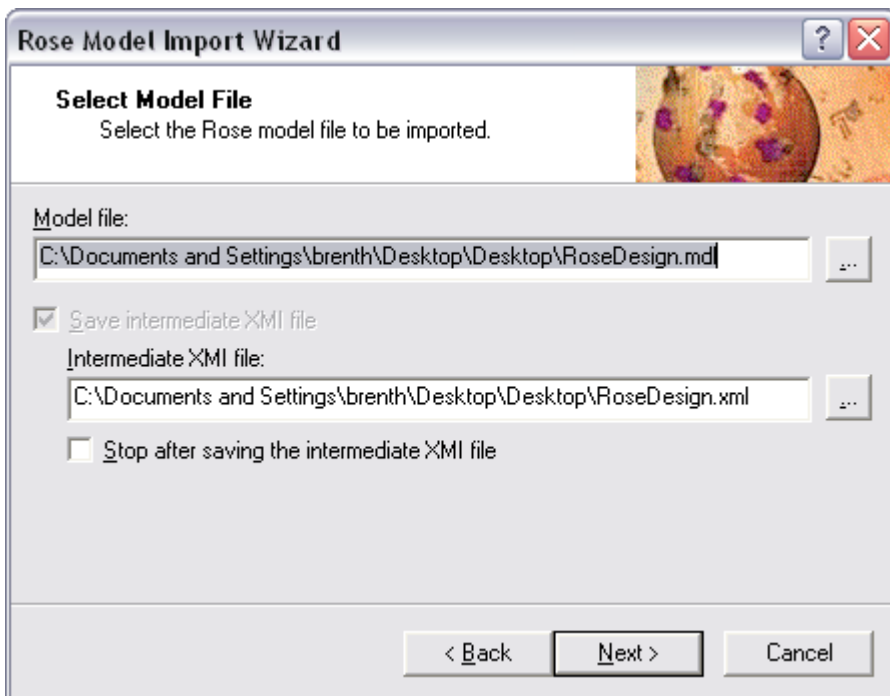 Rose Model Import Wizard
Select Model File
Select the Rose model file to be imported.
Model file:
C:\Documents and Settings\brenth\Desktop\Desktop\RoseDesign.mdl
...
Save intermediate XMI file
Intermediate XMI file:
C:\Documents and Settings\brenth\Desktop\Desktop\RoseDesign.xml
...
Stop after saving the intermediate XMI file
< Back Next > Cancel